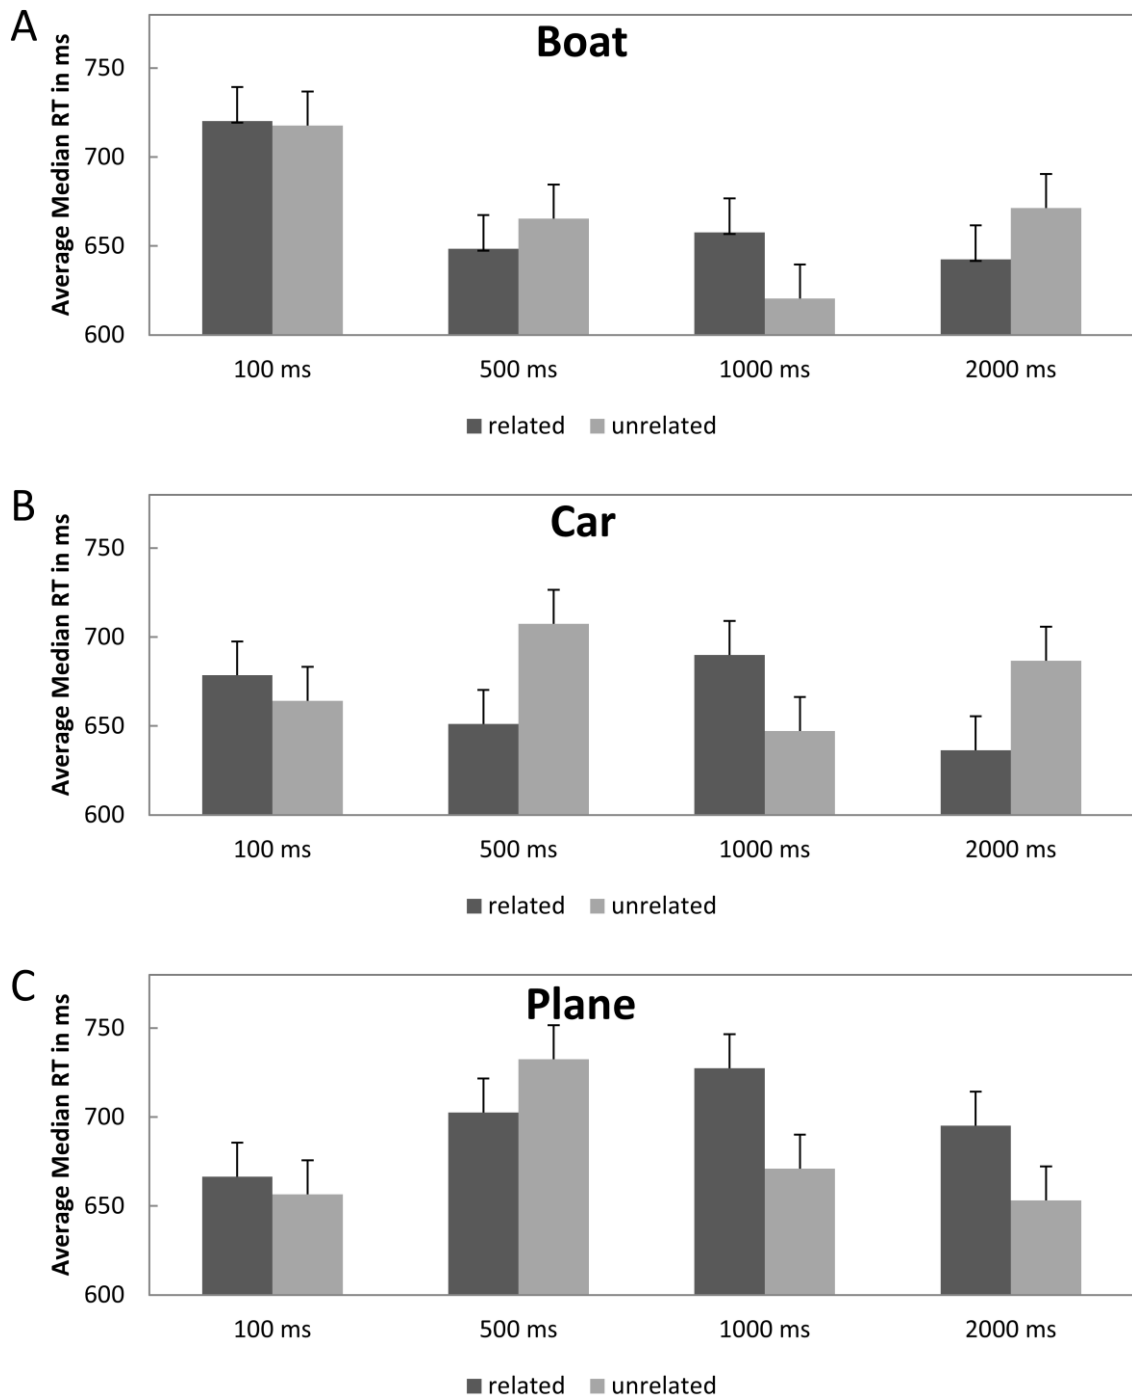 A
Boat
Average Median RT in ms
750
700
650
600
100 ms 500 ms 1000 ms 2000 ms
related unrelated
B
Car
Average Median RT in ms
750
700
650
600
100 ms 500 ms 1000 ms 2000 ms
related unrelated
C
Plane
Average Median RT in ms
750
700
650
600
100 ms 500 ms 1000 ms 2000 ms
related unrelated